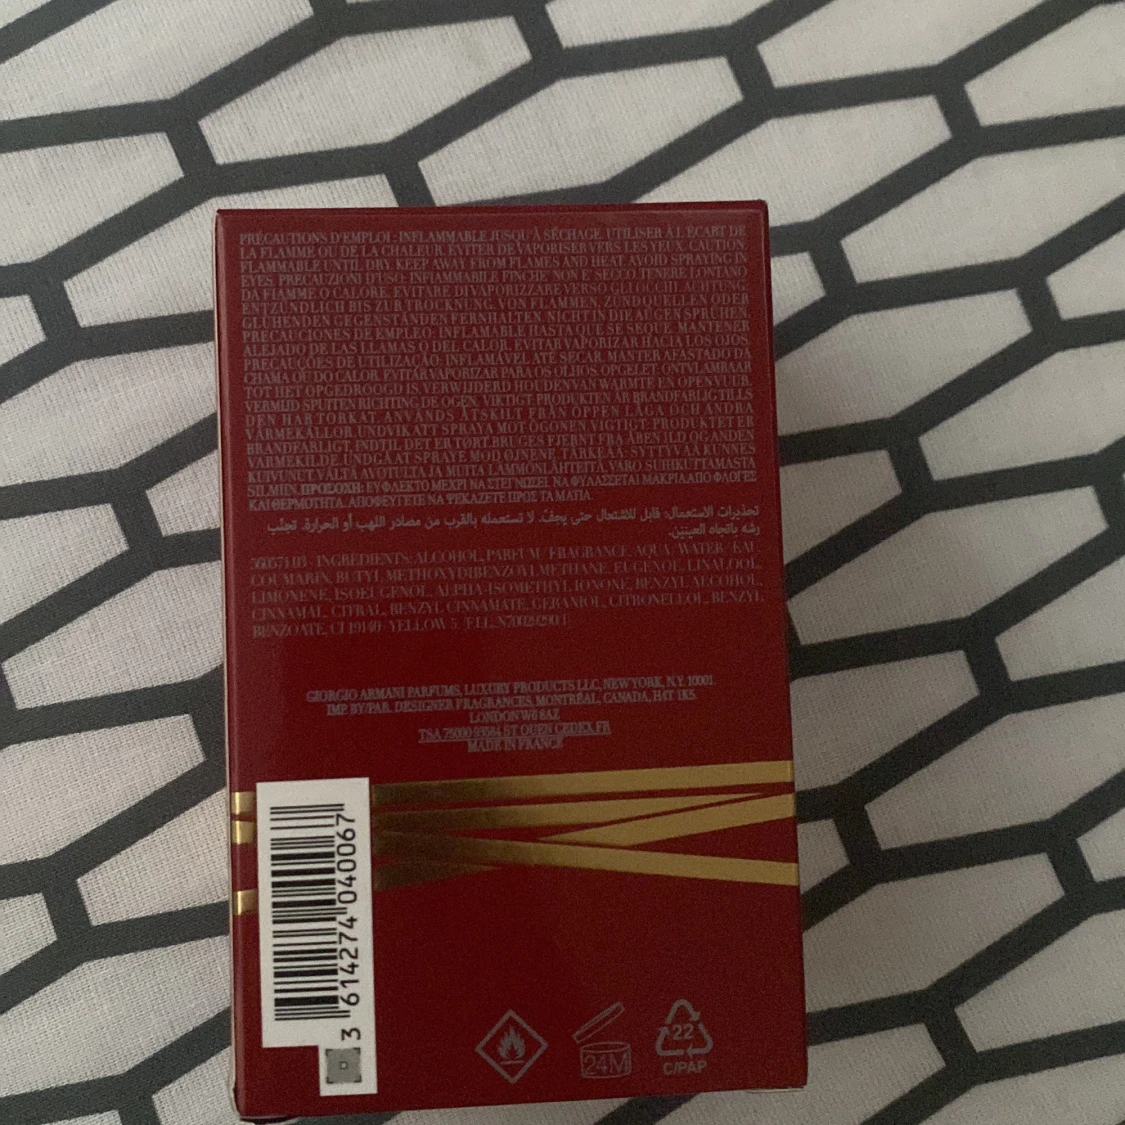 PRÉCAUTIONS D'EMPLOI : INFLAMMABLE JUSQU'À SÉCHAGE. UTILISER À L'ÉCART DE
LA FLAMME OU DE LA CHALEUR. EVITER DE VAPORISER VERS LES YEUX. CAUTION:
FLAMMABLE UNTIL DRY. KEEP AWAY FROM FLAMES AND HEAT. AVOID SPRAYING IN
EYES. PRECAUZIONI D'USO: INFIAMMABILE FINCHE' NON E' SECCO. TENERE LONTANO
DA FIAMME O CALORE. EVITARE DI VAPORIZZARE VERSO GLI OCCHI. ACHTUNG:
ENTZÜNDLICH BIS ZUR TROCKNUNG. VON FLAMMEN, ZÜNDQUELLEN ODER
GLÜHENDEN GEGENSTÄNDEN FERNHALTEN. NICHT IN DIE AUGEN SPRÜHEN.
PRECAUCIONES DE EMPLEO: INFLAMABLE HASTA QUE SE SEQUE. MANTENER
ALEJADO DE LAS LLAMAS O DEL CALOR. EVITAR VAPORIZAR HACIA LOS OJOS.
PRECAUÇÕES DE UTILIZAÇÃO: INFLAMÁVEL ATÉ SECAR. MANTER AFASTADO DA
CHAMA OU DO CALOR. EVITAR VAPORIZAR PARA OS OLHOS. OPGELET: ONTVLAMBAAR
TOT HET OPGEDROOGD IS. VERWIJDERD HOUDEN VAN WARMTE EN OPEN VUUR.
VERMIJD SPUITEN RICHTING DE OGEN. VIKTIGT: PRODUKTEN ÄR BRANDFARLIG TILLS
DEN HAR TORKAT. ANVÄNDS ÅTSKILT FRÅN ÖPPEN LÅGA OCH ANDRA
VÄRMEKÄLLOR. UNDVIK ATT SPRAYA MOT ÖGONEN. VIGTIGT: PRODUKTET ER
BRANDFARLIGT, INDTIL DET ER TØRT. BRUGES FJERNT FRA ÅBEN ILD OG ANDEN
VARMEKILDE. UNDGÅ AT SPRAYE MOD ØJNENE. TÄRKEÄÄ: SYTTYVÄÄ KUNNES
KUIVUNUT. VÄLTÄ AVOTULTA JA MUITA LÄMMÖNLÄHTEITÄ. VARO SUIHKUTTAMASTA
SILMIIN. ΠΡΟΣΟΧΗ: ΕΥΦΛΕΚΤΟ ΜΕΧΡΙ ΝΑ ΣΤΕΓΝΩΣΕΙ. ΝΑ ΦΥΛΑΣΣΕΤΑΙ ΜΑΚΡΙΑ ΑΠΟ ΦΛΟΓΕΣ
ΚΑΙ ΘΕΡΜΟΤΗΤΑ. ΑΠΟΦΕΥΓΕΤΕ ΝΑ ΨΕΚΑΖΕΤΕ ΠΡΟΣ ΤΑ ΜΑΤΙΑ.
تحذيرات الاستعمال: قابل للاشتعال حتى يجفّ. لا تستعمله بالقرب من مصادر اللهب أو الحرارة. تجنّب
رشه باتجاه العينين.
INGREDIENTS: ALCOHOL, PARFUM / FRAGRANCE, AQUA / WATER / EAU,
COUMARIN, BUTYL METHOXYDIBENZOYLMETHANE, EUGENOL, LINALOOL,
LIMONENE, ISOEUGENOL, ALPHA-ISOMETHYL IONONE, BENZYL ALCOHOL,
CINNAMAL, CITRAL, BENZYL CINNAMATE, GERANIOL, CITRONELLOL, BENZYL
BENZOATE, CI 19140 / YELLOW 5.
GIORGIO ARMANI PARFUMS, LUXURY PRODUCTS LLC, NEW YORK, N.Y. 10001.
IMP. BY/PAR. DESIGNER FRAGRANCES, MONTRÉAL, CANADA, H4T 1K5.
LONDON W6 8AZ
TSA 75000 93584 ST OUEN CEDEX FR
MADE IN FRANCE
3 614274 040067
24M
22
C/PAP